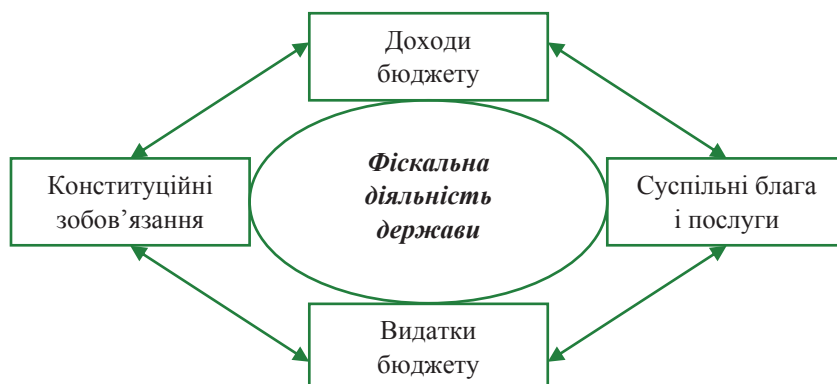 Доходи
бюджету
Конституційні
зобов’язання
Фіскальна
діяльність
держави
Суспільні блага
і послуги
Видатки
бюджету